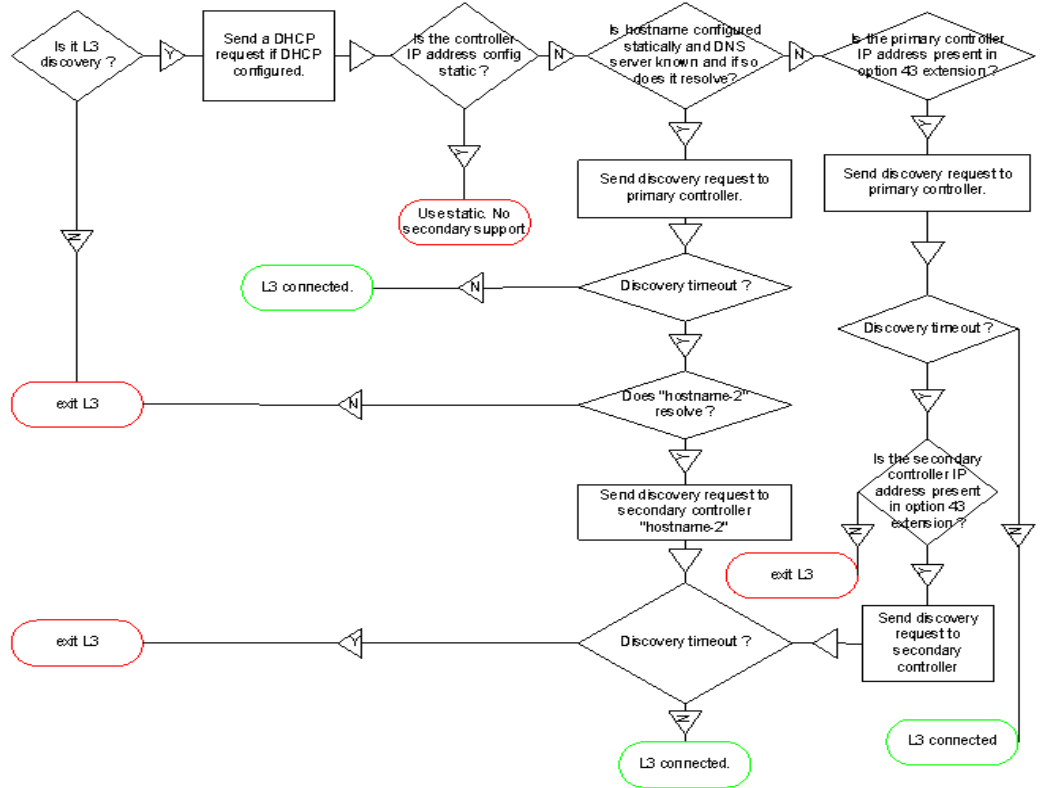 Is it L3
discovery ?
Y
Send a DHCP
request if DHCP
configured.
Is the controller
IP address config
static ?
N
Is hostname configured
statically and DNS
server known and if so
does it resolve?
N
Is the primary controller
IP address present in
option 43 extension ?
Y
Y
Y
Send discovery request to
primary controller.
Send discovery request to
primary controller.
Use static. No
secondary support
N
L3 connected.
N
Discovery timeout ?
Discovery timeout ?
Y
exit L3
N
Does "hostname-2"
resolve ?
Y
Y
Is the secondary
controller IP
address present
in option 43
extension ?
Send discovery request to
secondary controller
"hostname-2"
N
N
exit L3
Y
exit L3
Y
Discovery timeout ?
Send discovery
request to
secondary
controller
N
L3 connected
L3 connected.